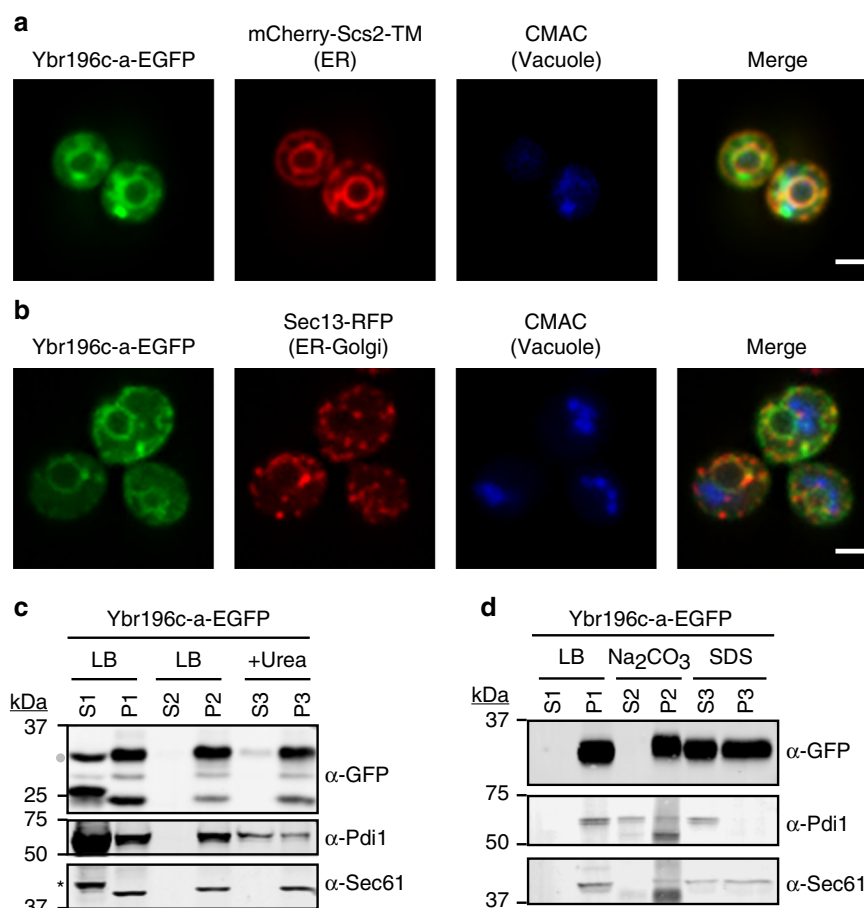 a
Ybr196c-a-EGFP
mCherry-Scs2-TM
(ER)
CMAC
(Vacuole)
Merge
b
Ybr196c-a-EGFP
Sec13-RFP
(ER-Golgi)
CMAC
(Vacuole)
Merge
c
Ybr196c-a-EGFP
LB LB +Urea
kDa S1 P1 S2 P2 S3 P3
37
25
α-GFP
75
50
α-Pdi1
*
37
α-Sec61
d
Ybr196c-a-EGFP
LB Na2CO3 SDS
kDa S1 P1 S2 P2 S3 P3
37
α-GFP
75
50
α-Pdi1
37
α-Sec61